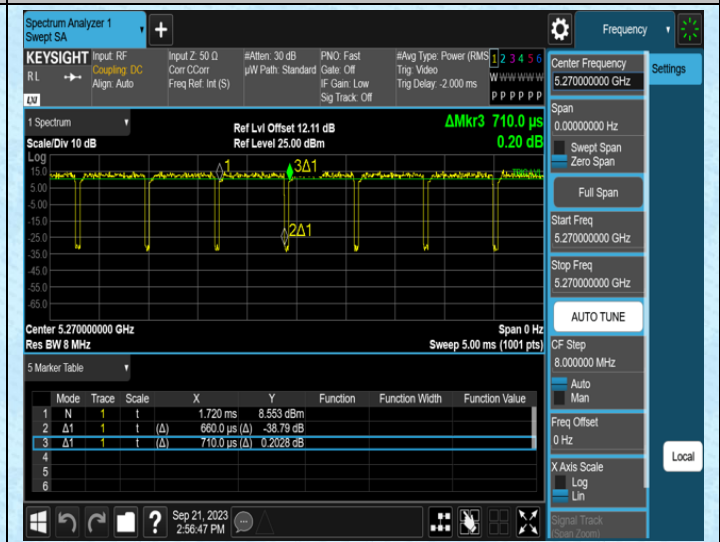 Spectrum Analyzer 1
Swept SA
+
Frequency
KEYSIGHT Input: RF Input Z: 50 Ω #Atten: 30 dB PNO: Fast #Avg Type: Power (RMS 1 2 3 4 5 6
RL Coupling: DC Corr CCorr µW Path: Standard Gate: Off Trig: Video W W W W W W
Align: Auto Freq Ref: Int (S) IF Gain: Low Trig Delay: -2.000 ms
Sig Track: Off P P P P P P
LXI
Settings
Center Frequency
5.270000000 GHz
Span
0.00000000 Hz
Swept Span
Zero Span
Full Span
Start Freq
5.270000000 GHz
Stop Freq
5.270000000 GHz
AUTO TUNE
CF Step
8.000000 MHz
Auto
Man
Freq Offset
0 Hz
X Axis Scale
Log
Lin
Signal Track
(Span Zoom)
Local
1 Spectrum
Ref Lvl Offset 12.11 dB ΔMkr3 710.0 µs
Scale/Div 10 dB Ref Level 25.00 dBm 0.20 dB
Log
15.0
5.00
-5.00
-15.0
-25.0
-35.0
-45.0
-55.0
-65.0
1
3Δ1
2Δ1
Center 5.270000000 GHz Span 0 Hz
Res BW 8 MHz Sweep 5.00 ms (1001 pts)
5 Marker Table
Mode Trace Scale X Y Function Function Width Function Value
1 N 1 t 1.720 ms 8.553 dBm
2 Δ1 1 t (Δ) 660.0 µs (Δ) -38.79 dB
3 Δ1 1 t (Δ) 710.0 µs (Δ) 0.2028 dB
4
5
6
? Sep 21, 2023
2:56:47 PM